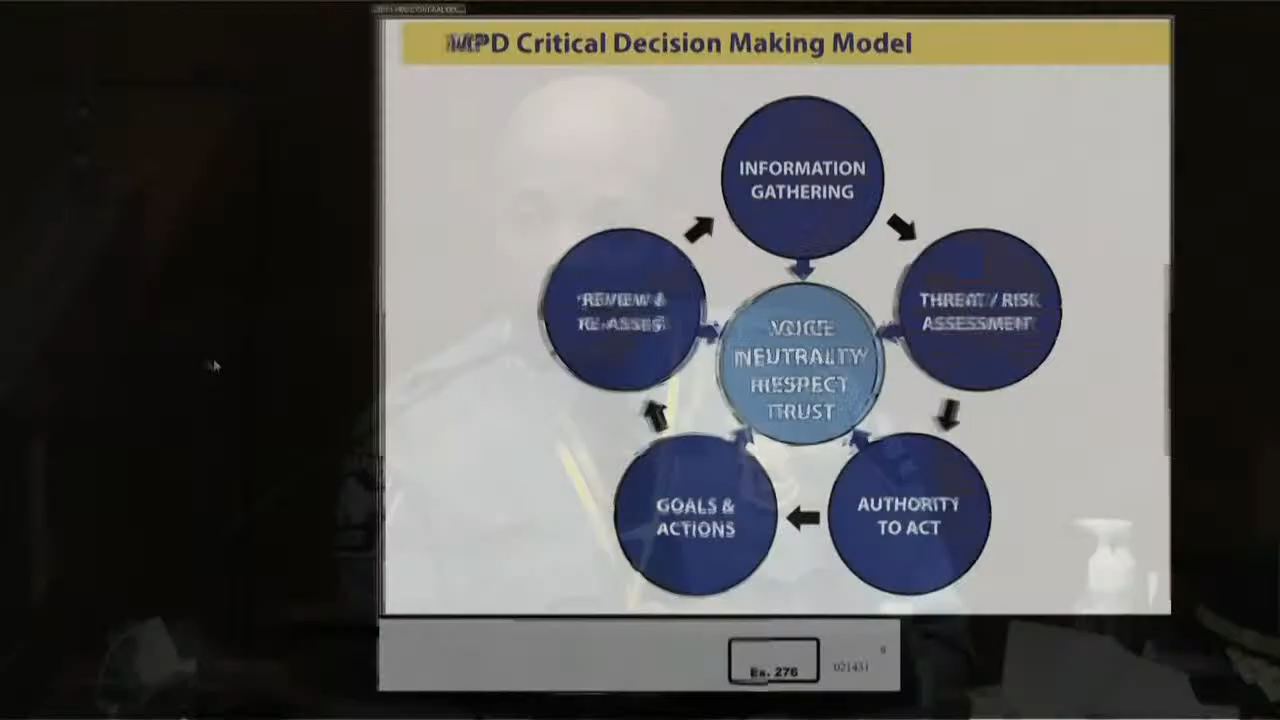 MPD Critical Decision Making Model
INFORMATION
GATHERING
THREAT / RISK
ASSESSMENT
AUTHORITY
TO ACT
GOALS &
ACTIONS
REVIEW &
RE-ASSES
VOICE
NEUTRALITY
RESPECT
TRUST
Ex. 276
021431